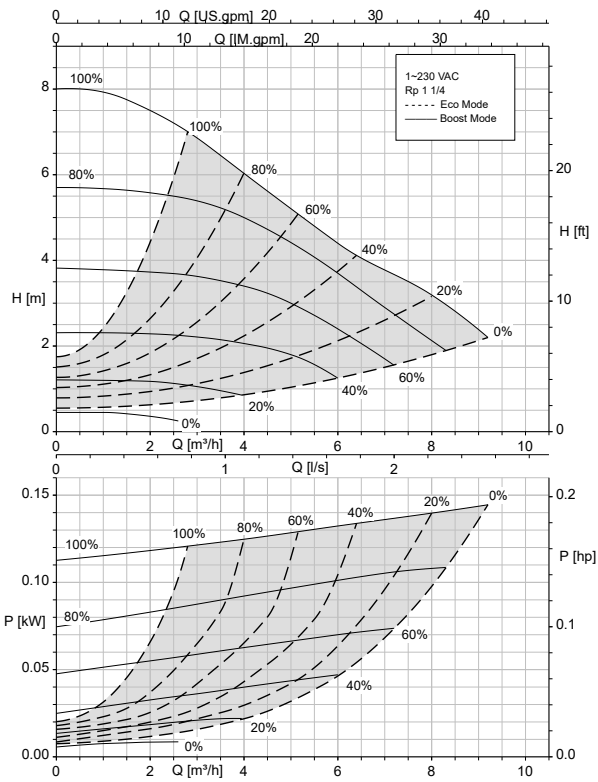 0 10 Q [US.gpm] 20 30 40
0 10 Q [IM.gpm] 20 30
100%
8
1~230 VAC
Rp 1 1/4
Eco Mode
Boost Mode
100%
80%
6
80%
20
60%
H [ft]
4
40%
20%
10
H [m]
0%
2
60%
40%
20%
0%
0
0
0 2 4 6 8 10
Q [m³/h]
0 1 Q [l/s] 2
0.15
0.2
0%
20%
40%
60%
80%
100%
100%
P [hp]
0.10
80%
P [kW]
0.1
60%
0.05
40%
20%
0%
0.00
0.0
0 2 4 6 8 10
Q [m³/h]